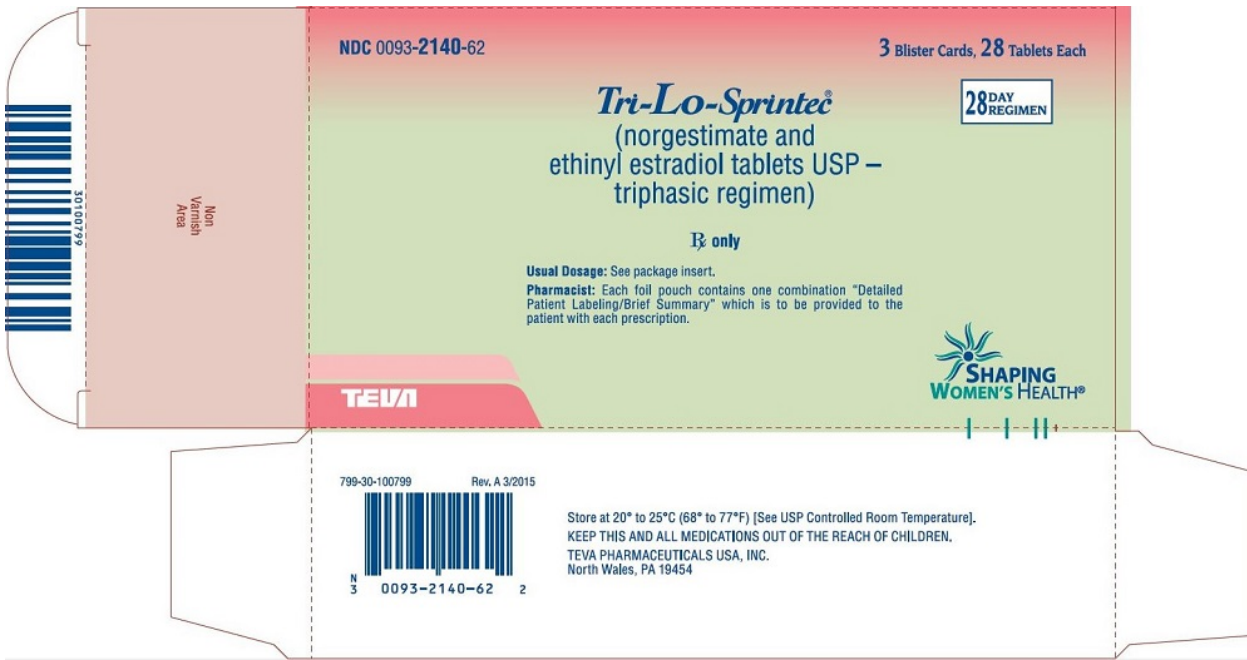 NDC 0093-2140-62
3 Blister Cards, 28 Tablets Each
Tri-Lo-Sprintec®
28 DAY
REGIMEN
(norgestimate and
ethinyl estradiol tablets USP –
triphasic regimen)
℞ only
Usual Dosage: See package insert.
Pharmacist: Each foil pouch contains one combination "Detailed
Patient Labeling/Brief Summary" which is to be provided to the
patient with each prescription.
30100799
Non
Varnish
Area
SHAPING
WOMEN'S HEALTH®
TEVA
799-30-100799 Rev. A 3/2015
N
3 0093-2140-62 2
Store at 20° to 25°C (68° to 77°F) [See USP Controlled Room Temperature].
KEEP THIS AND ALL MEDICATIONS OUT OF THE REACH OF CHILDREN.
TEVA PHARMACEUTICALS USA, INC.
North Wales, PA 19454